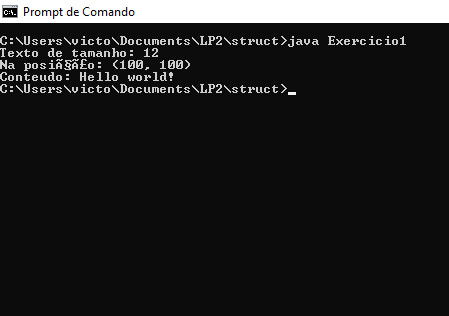 Prompt de Comando
C:\Users\victo\Documents\LP2\struct>java Exercicio1
Texto de tamanho: 12
Na posiÃ§Ã£o: (100, 100)
Conteudo: Hello world!
C:\Users\victo\Documents\LP2\struct>